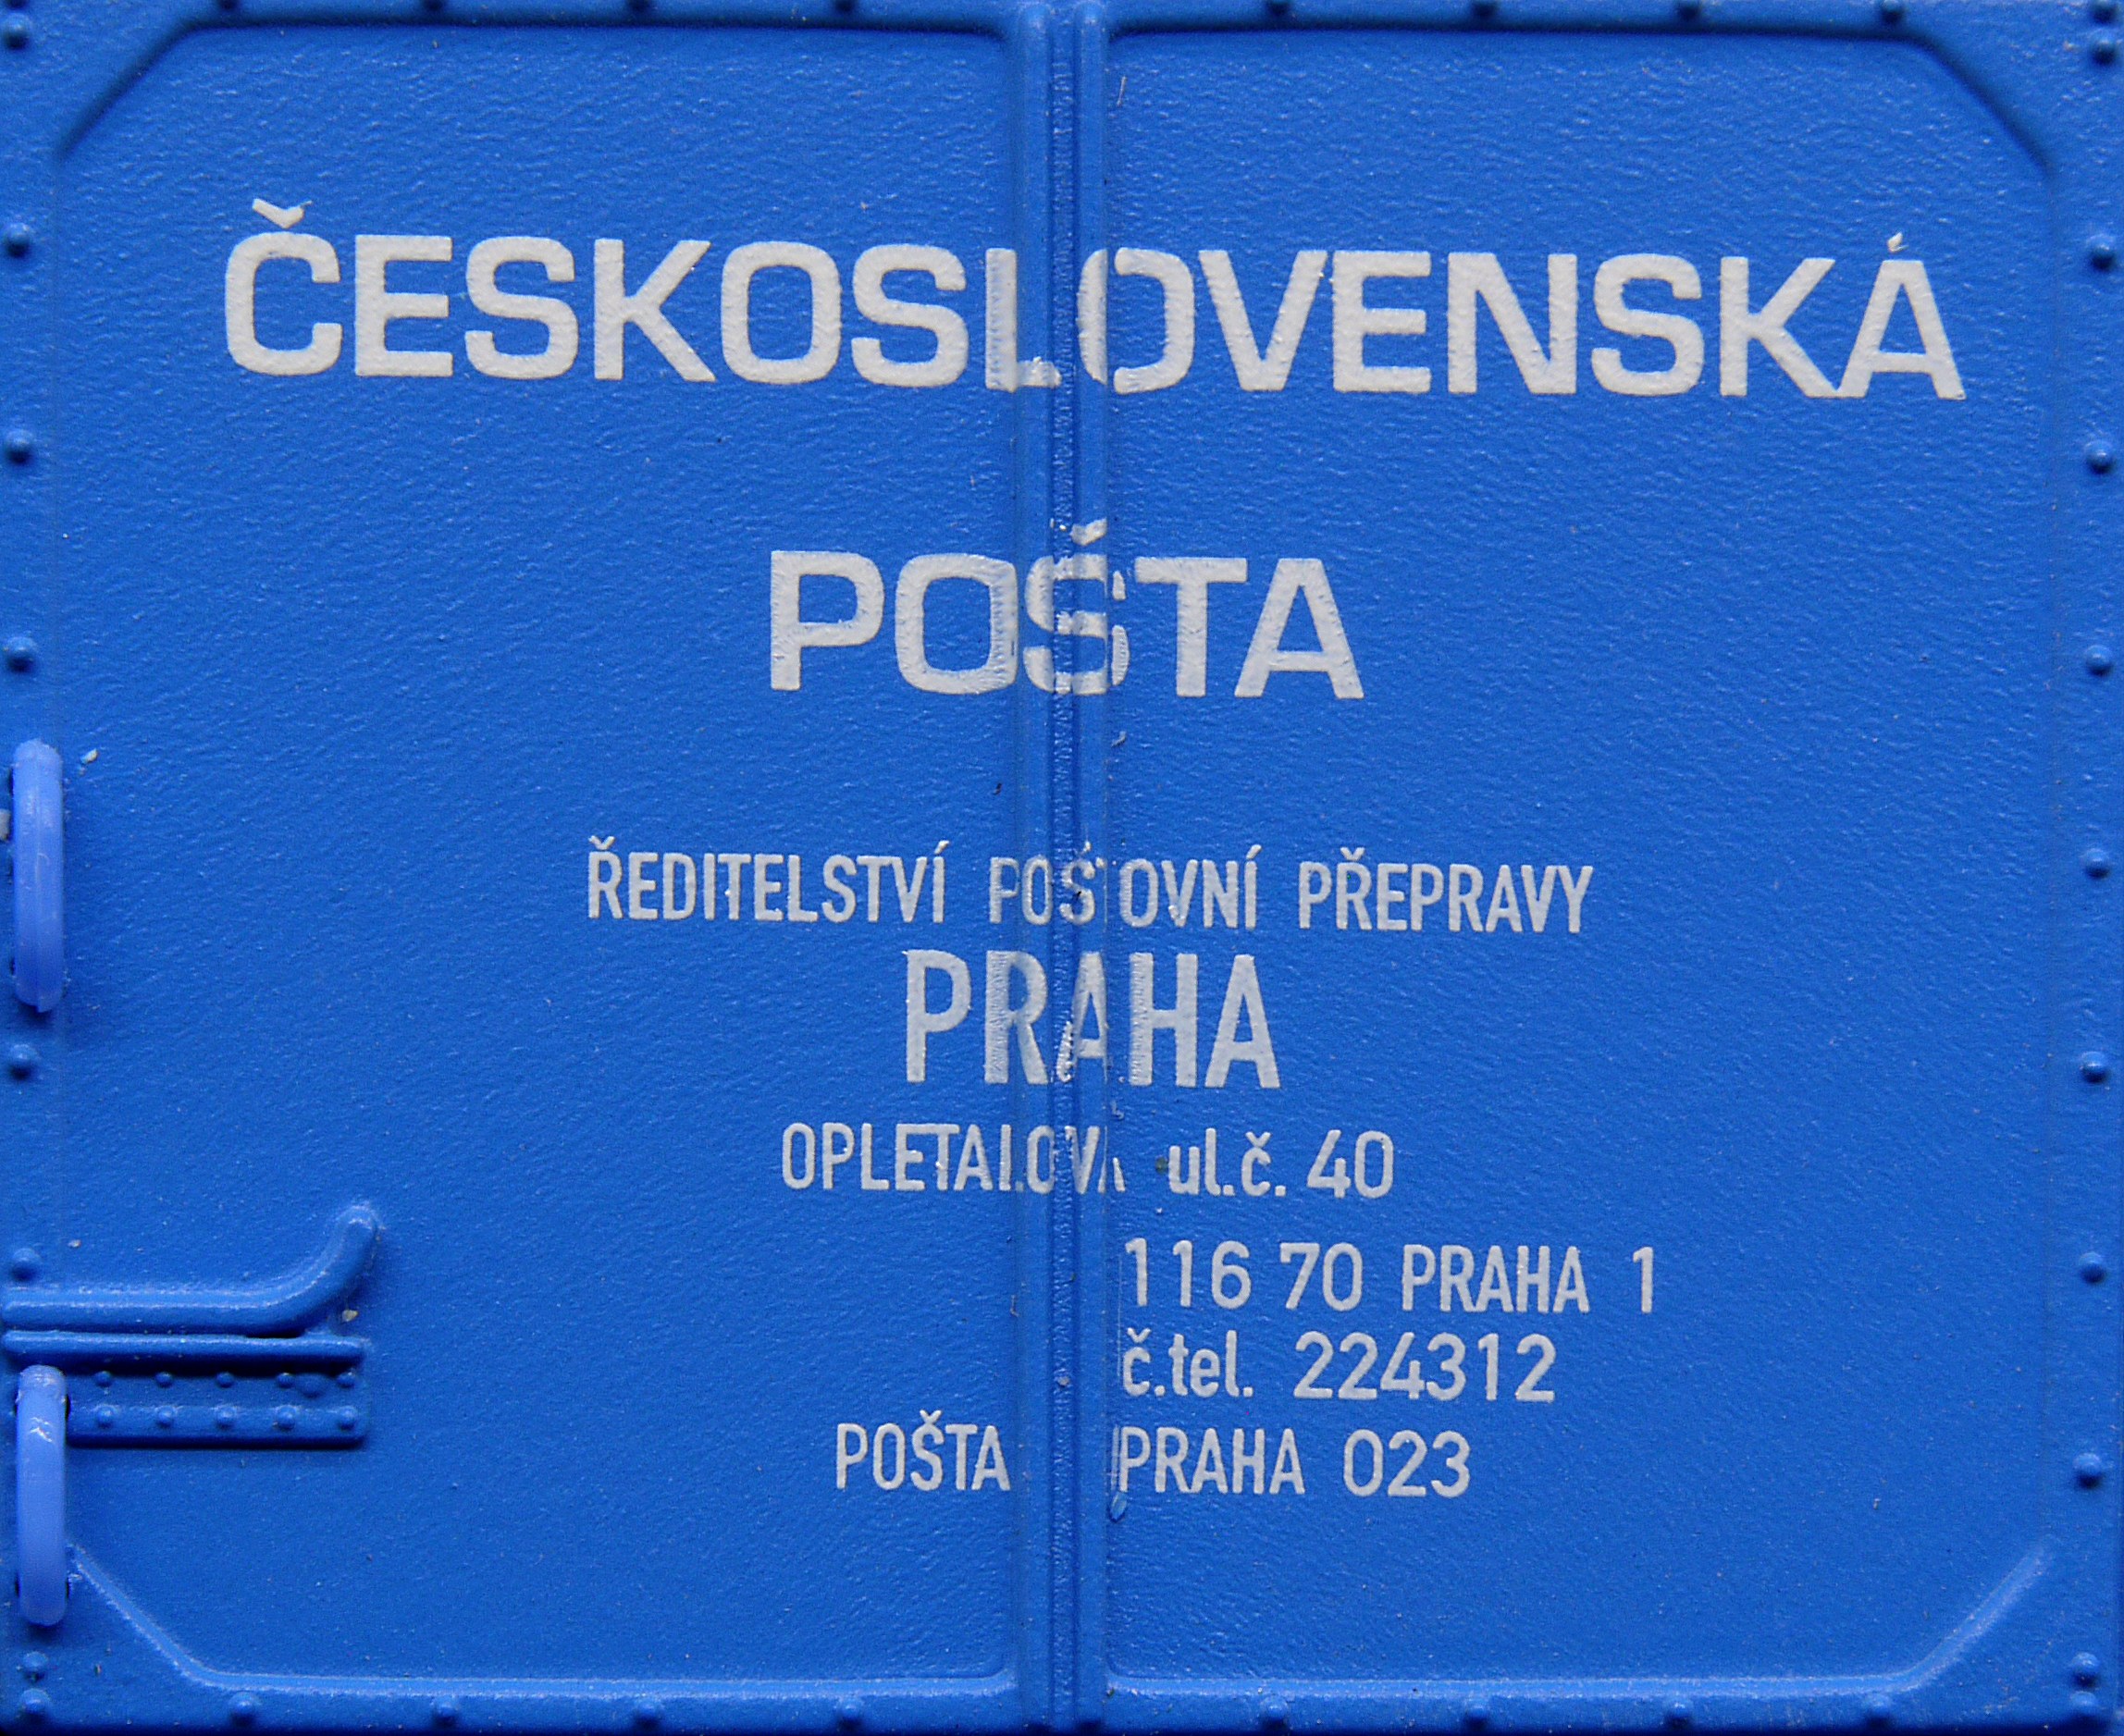 ČESKOSLOVENSKÁ
POŠTA
ŘEDITELSTVÍ POŠTOVNÍ PŘEPRAVY
PRAHA
OPLETALOVA ul.č. 40
116 70 PRAHA 1
č.tel. 224312
POŠTA PRAHA 023